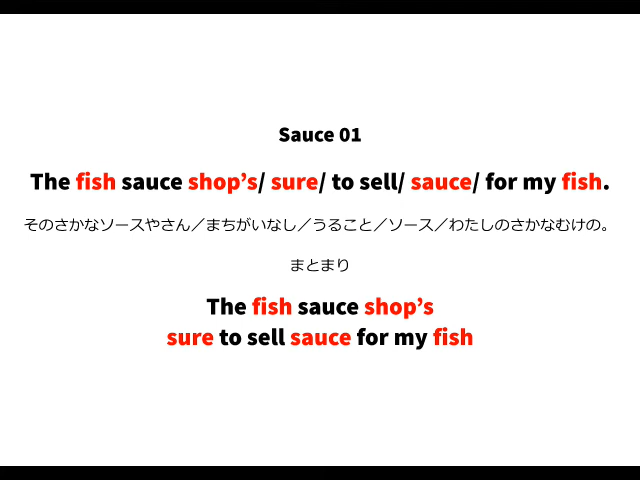 Sauce 01
The fish sauce shop’s/ sure/ to sell/ sauce/ for my fish.
そのさかなソースやさん／まちがいなし／うること／ソース／わたしのさかなむけの。
まとまり
The fish sauce shop’s
sure to sell sauce for my fish